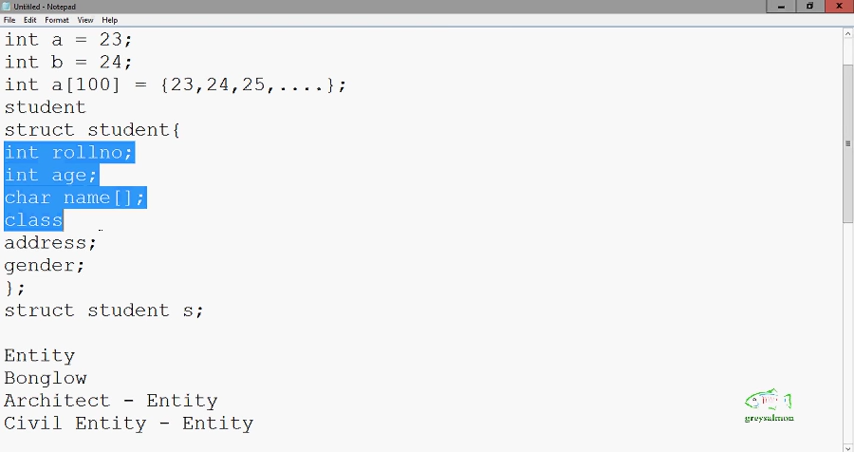 Untitled - Notepad
File Edit Format View Help
int a = 23;
int b = 24;
int a[100] = {23,24,25,....};
student
struct student{
int rollno;
int age;
char name[];
class
address;
gender;
};
struct student s;
Entity
Bonglow
Architect - Entity
Civil Entity - Entity
greysalmon